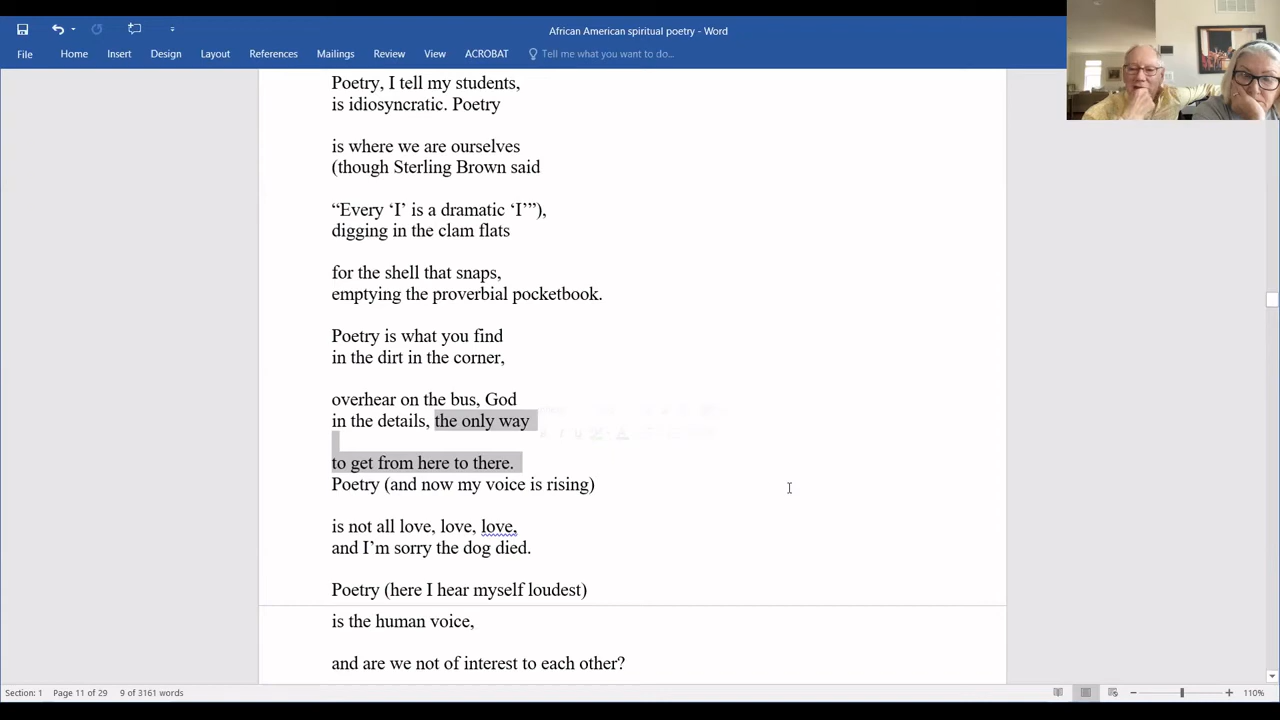 African American spiritual poetry - Word
File Home Insert Design Layout References Mailings Review View ACROBAT Tell me what you want to do...
Poetry, I tell my students,
is idiosyncratic. Poetry
is where we are ourselves
(though Sterling Brown said
“Every ‘I’ is a dramatic ‘I’”),
digging in the clam flats
for the shell that snaps,
emptying the proverbial pocketbook.
Poetry is what you find
in the dirt in the corner,
overhear on the bus, God
in the details, the only way
to get from here to there.
Poetry (and now my voice is rising)
is not all love, love, love,
and I’m sorry the dog died.
Poetry (here I hear myself loudest)
is the human voice,
and are we not of interest to each other?
Section: 1 Page 11 of 29 9 of 3161 words 110%